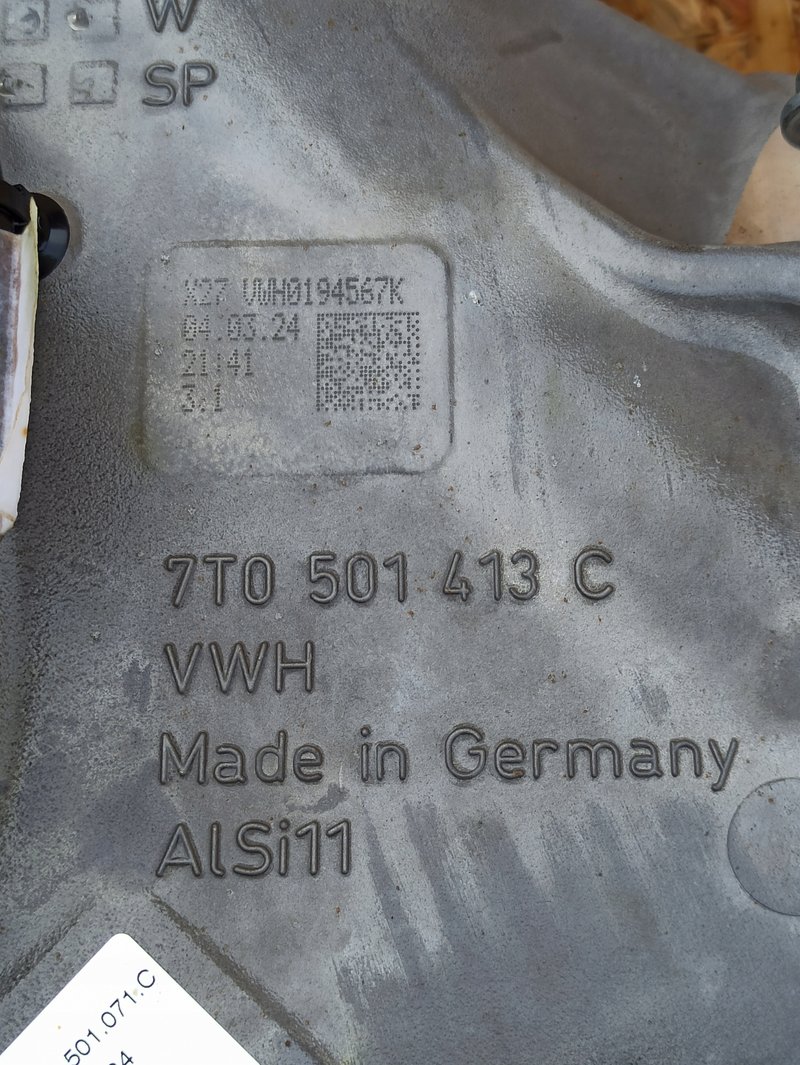 W
SP
X27 VWH0194567K
04.03.24
21:41
3.1
7T0 501 413 C
VWH
Made in Germany
AlSi11
501.071.C